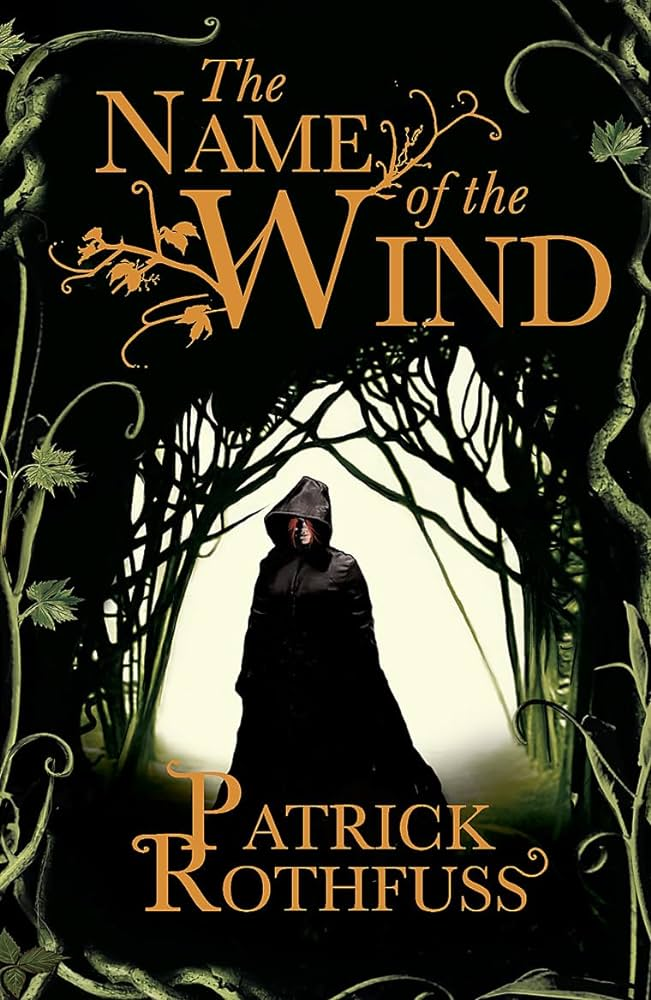 The
NAME
of the
WIND
PATRICK
ROTHFUSS